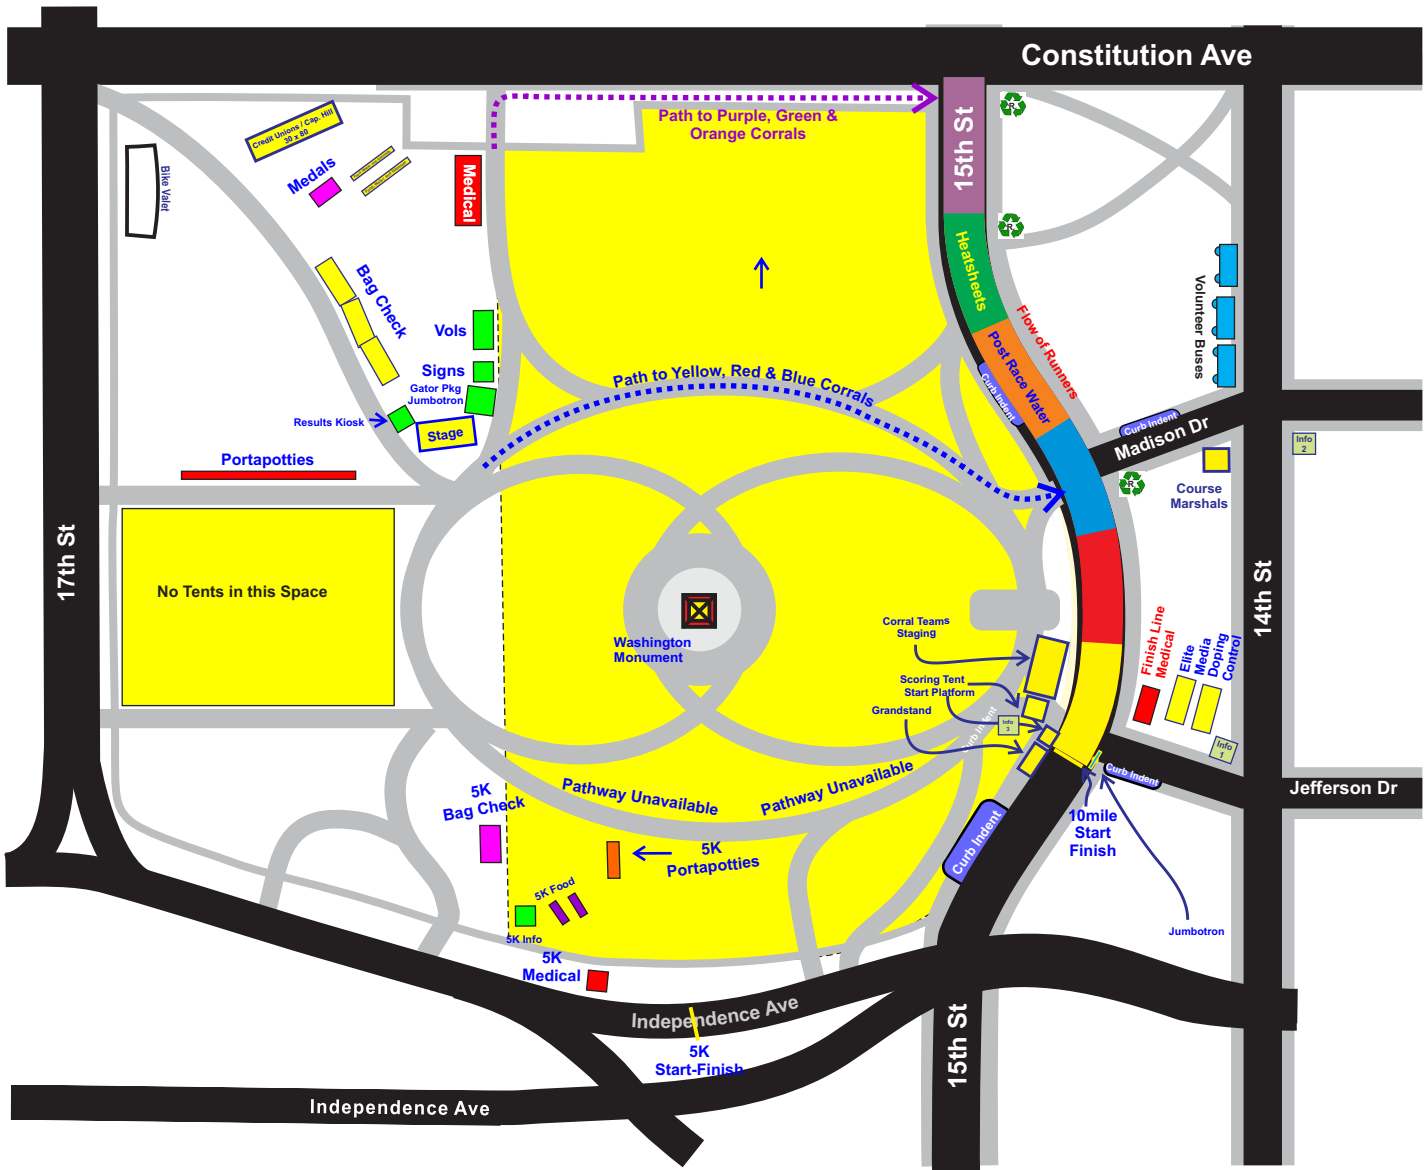 Constitution Ave
Path to Purple, Green &
Orange Corrals
15th St
Credit Unions / Cap. Hill
30 x 60
Medals
Medical
Bike Valet
R
R
Heatsheets
Flow of Runners
Volunteer Buses
Bag Check
Vols
Signs
Gator Pkg
Jumbotron
Results Kiosk
Stage
Path to Yellow, Red & Blue Corrals
Post Race Water
Curb Indent
Curb Indent
Madison Dr
Info
2
Course
Marshals
R
Portapotties
17th St
No Tents in this Space
14th St
Washington
Monument
Corral Teams
Staging
Scoring Tent
Start Platform
Grandstand
Info
3
Curb Indent
Finish Line
Medical
Elite
Media
Doping
Control
Info
1
Curb Indent
Jefferson Dr
Pathway Unavailable
Pathway Unavailable
5K
Bag Check
5K
Portapotties
5K Food
5K Info
5K
Medical
Curb Indent
10mile
Start
Finish
Jumbotron
Independence Ave
5K
Start-Finish
15th St
Independence Ave